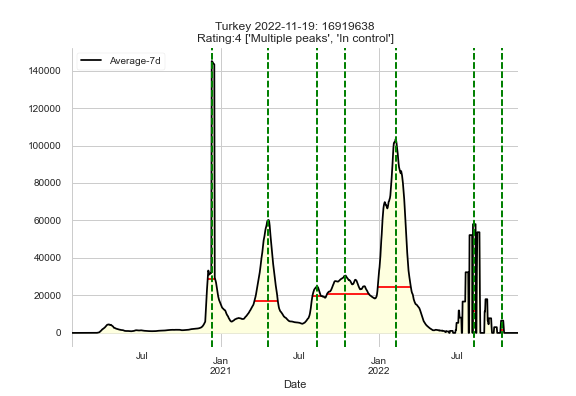 Turkey 2022-11-19: 16919638
Rating:4 ['Multiple peaks', 'In control']
Average-7d
140000
120000
100000
80000
60000
40000
20000
0
Jul
Jan
2021
Jul
Jan
2022
Jul
Date